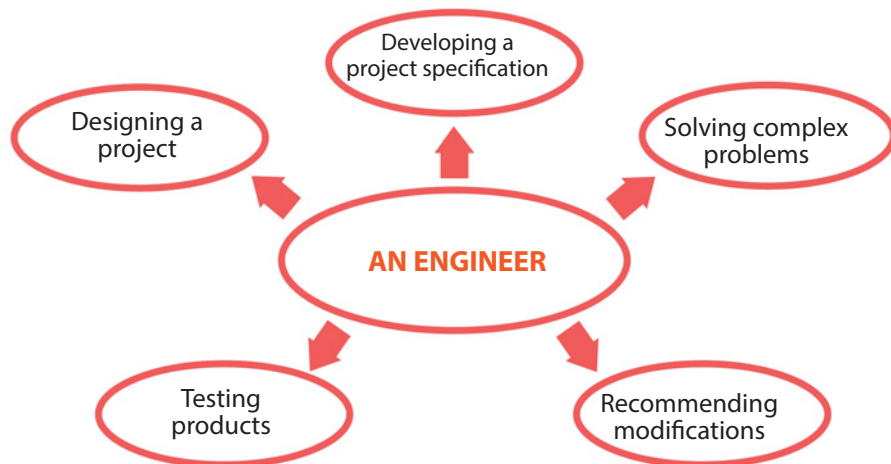 Developing a
project specification
Designing a
project
Solving complex
problems
AN ENGINEER
Testing
products
Recommending
modifications